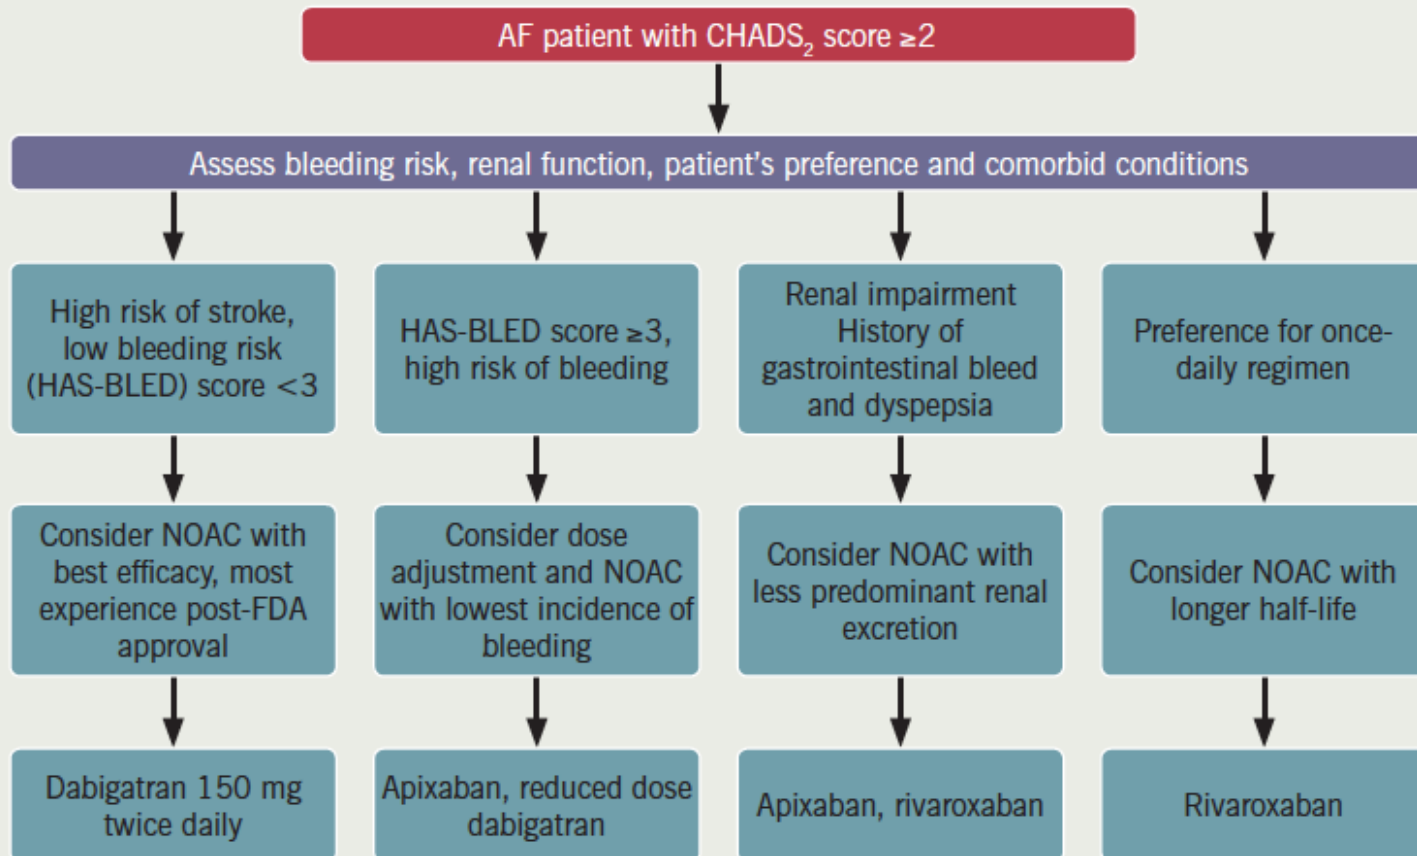 AF patient with CHADS₂ score ≥2
Assess bleeding risk, renal function, patient's preference and comorbid conditions
High risk of stroke,
low bleeding risk
(HAS-BLED) score <3
HAS-BLED score ≥3,
high risk of bleeding
Renal impairment
History of
gastrointestinal bleed
and dyspepsia
Preference for once-
daily regimen
Consider NOAC with
best efficacy, most
experience post-FDA
approval
Consider dose
adjustment and NOAC
with lowest incidence of
bleeding
Consider NOAC with
less predominant renal
excretion
Consider NOAC with
longer half-life
Dabigatran 150 mg
twice daily
Apixaban, reduced dose
dabigatran
Apixaban, rivaroxaban
Rivaroxaban